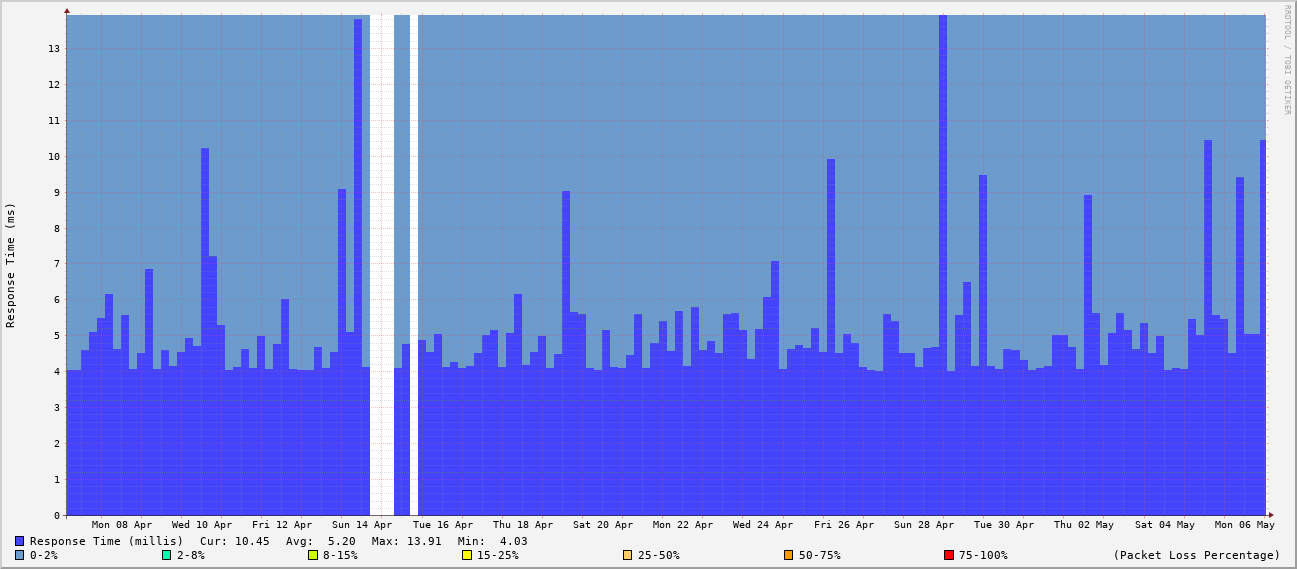 RRDTOOL / TOBI OETIKER
Response Time (ms)
13
12
11
10
9
8
7
6
5
4
3
2
1
0
Mon 08 Apr Wed 10 Apr Fri 12 Apr Sun 14 Apr Tue 16 Apr Thu 18 Apr Sat 20 Apr Mon 22 Apr Wed 24 Apr Fri 26 Apr Sun 28 Apr Tue 30 Apr Thu 02 May Sat 04 May Mon 06 May
Response Time (millis) Cur: 10.45 Avg: 5.20 Max: 13.91 Min: 4.03
0-2% 2-8% 8-15% 15-25% 25-50% 50-75% 75-100% (Packet Loss Percentage)